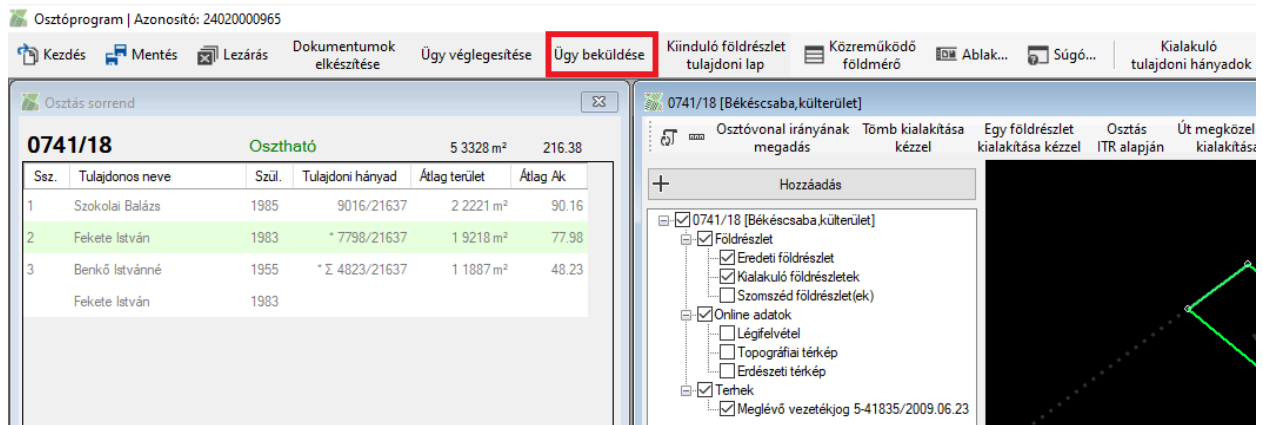 Osztóprogram | Azonosító: 24020000965
Kezdés Mentés Lezárás Dokumentumok elkészítése Ügy véglegesítése Ügy beküldése Kiinduló földrészlet tulajdoni lap Közreműködő földmérő Ablak... Súgó... Kialakuló tulajdoni hányadok
Osztás sorrend
0741/18 Osztható 5 3328 m² 216.38
Ssz. Tulajdonos neve Szül. Tulajdoni hányad Átlag terület Átlag Ak
1 Szokolai Balázs 1985 9016/21637 2 2221 m² 90.16
2 Fekete István 1983 * 7798/21637 1 9218 m² 77.98
3 Benkő Istvánné 1955 * Σ 4823/21637 1 1887 m² 48.23
Fekete István 1983
0741/18 [Békéscsaba,külterület]
Osztóvonal irányának megadás Tömb kialakítása kézzel Egy földrészlet kialakítása kézzel Osztás ITR alapján Út megközel kialakítása
Hozzáadás
0741/18 [Békéscsaba,külterület]
Földrészlet
Eredeti földrészlet
Kialakuló földrészletek
Szomszéd földrészlet(ek)
Online adatok
Légifelvétel
Topográfiai térkép
Erdészeti térkép
Terhek
Meglévő vezetékjog 5-41835/2009.06.23